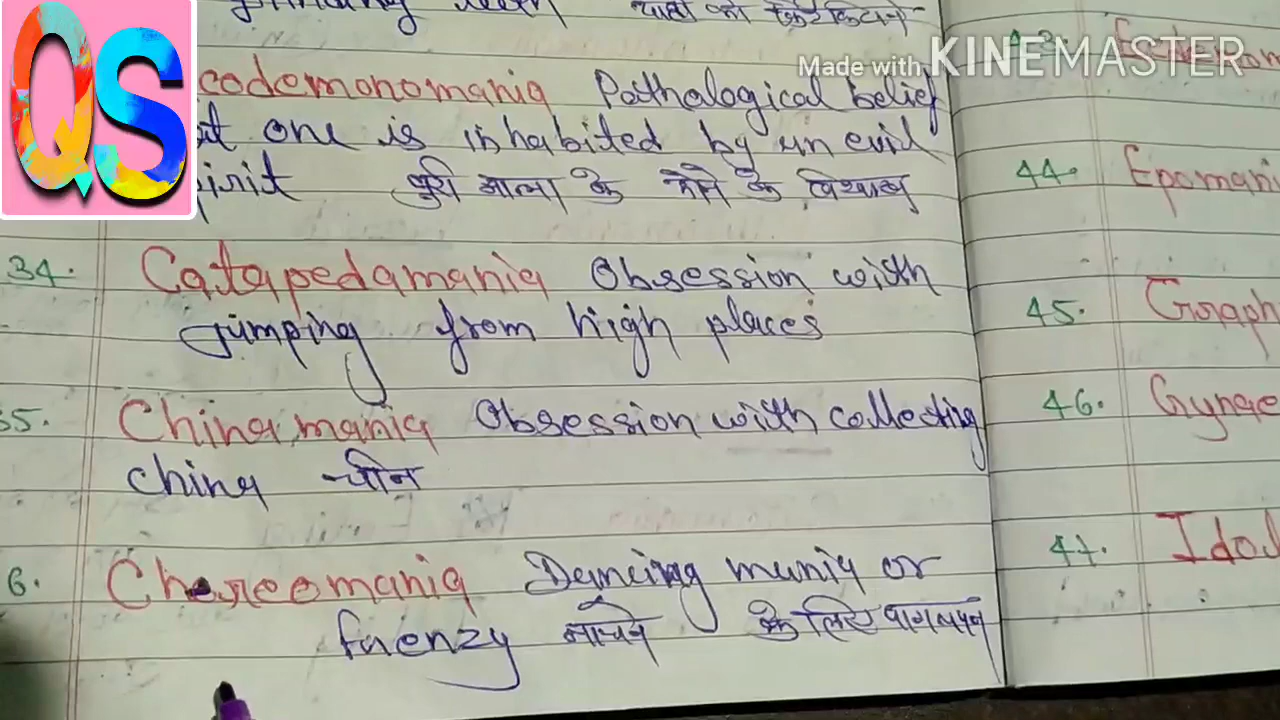 QS
Made with KINEMASTER
codemonomania Pathological belief
one is inhabited by un evil
pirit बुरी आत्मा के होने के विश्वास
34. Catapedamania Obsession with
Jumping from high places
35. Chinamania Obsession with collecting
china चीन
6. Choreomania Dancing mania or
frenzy नाचने के लिए पागलपन
44. Epomani
45. Graph
46. Gynae
47. Idol